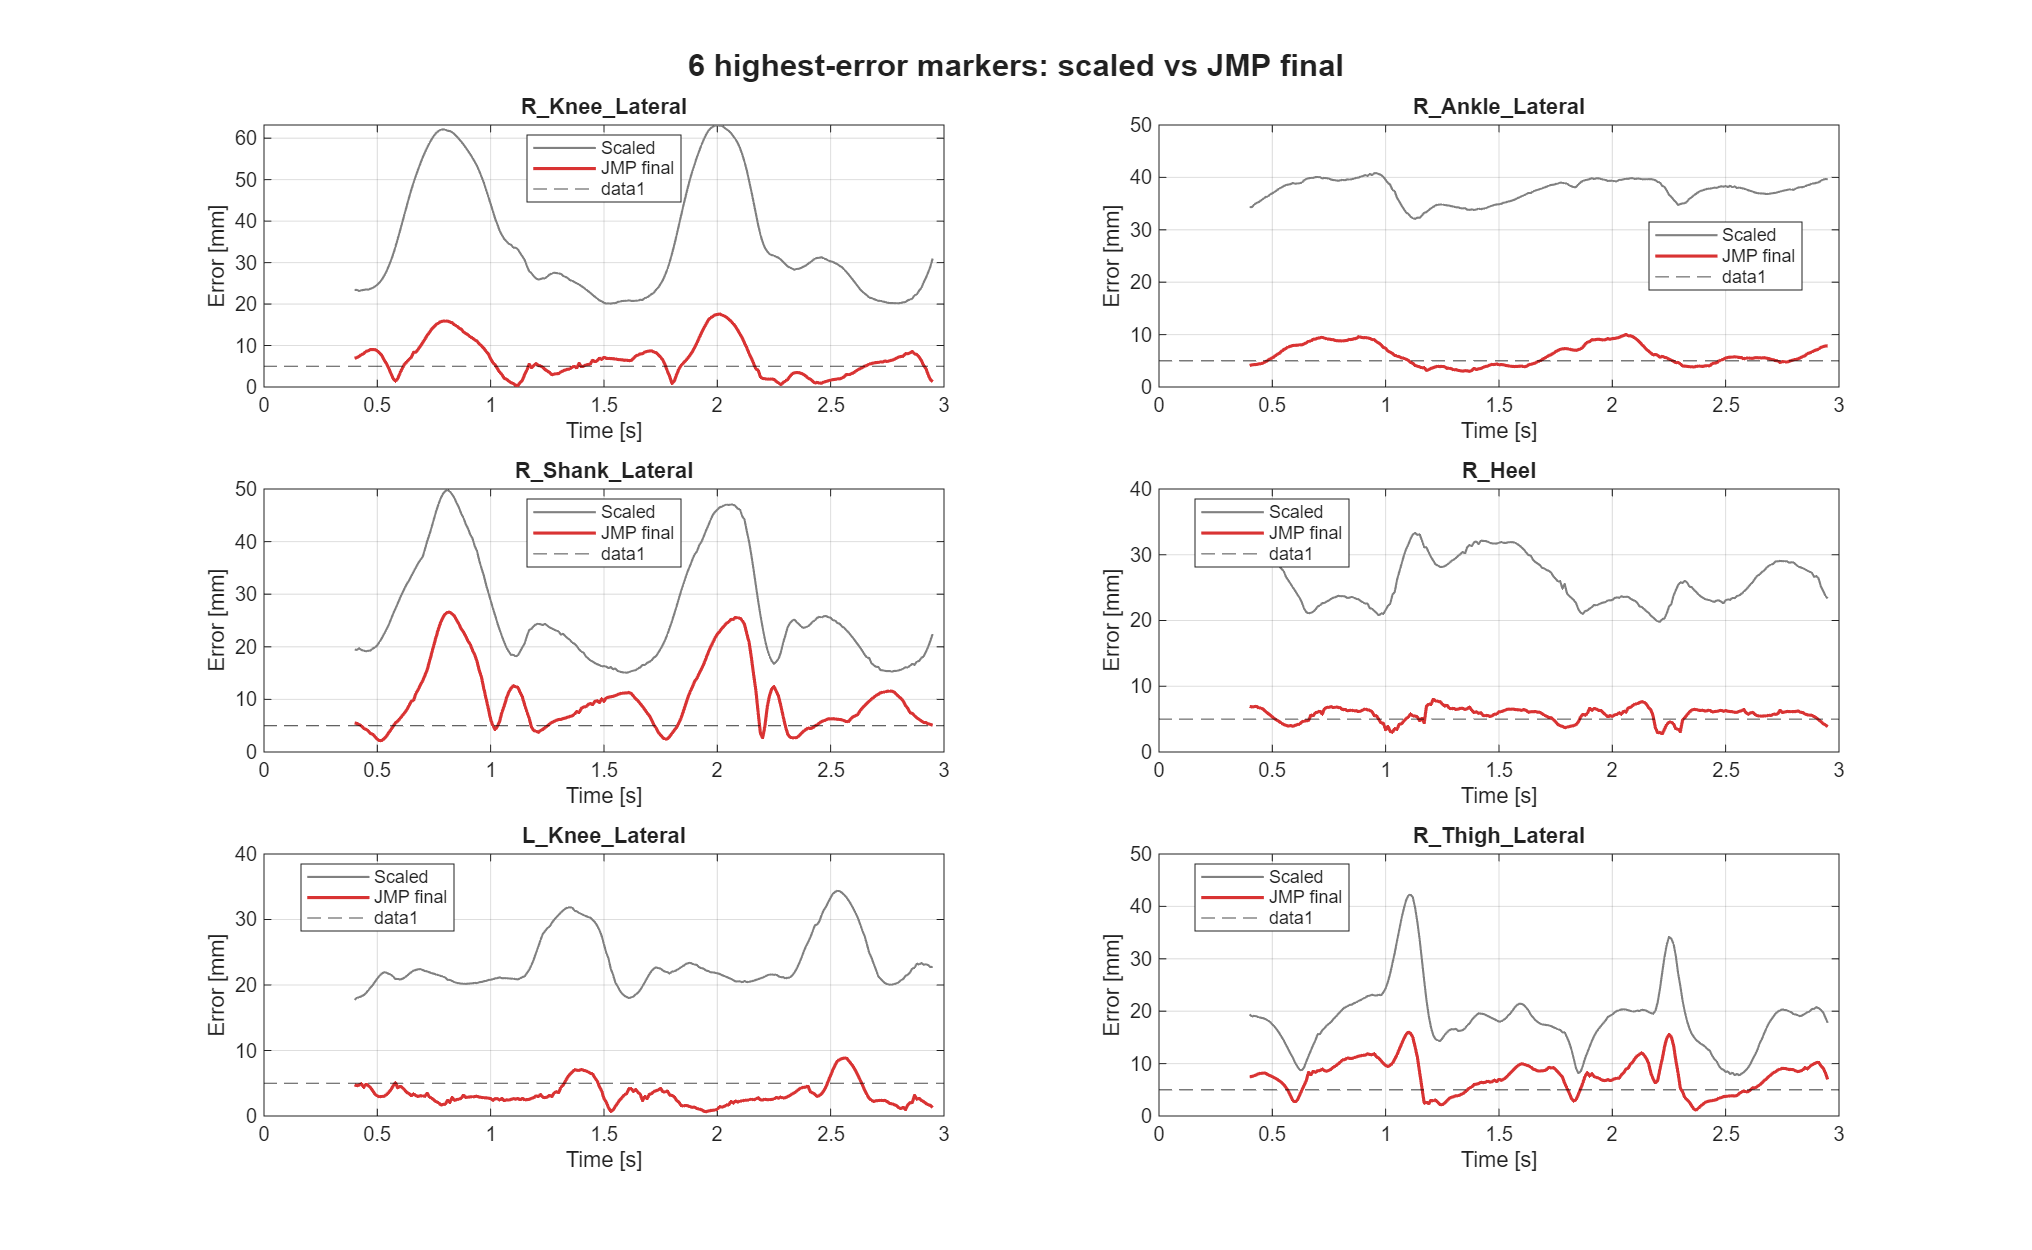 6 highest-error markers: scaled vs JMP final
R_Knee_Lateral
Error [mm]
60
50
40
30
20
10
0
Scaled
JMP final
data1
0 0.5 1 1.5 2 2.5 3
Time [s]
R_Ankle_Lateral
Error [mm]
50
40
30
20
10
0
Scaled
JMP final
data1
0 0.5 1 1.5 2 2.5 3
Time [s]
R_Shank_Lateral
Error [mm]
50
40
30
20
10
0
Scaled
JMP final
data1
0 0.5 1 1.5 2 2.5 3
Time [s]
R_Heel
Error [mm]
40
30
20
10
0
Scaled
JMP final
data1
0 0.5 1 1.5 2 2.5 3
Time [s]
L_Knee_Lateral
Error [mm]
40
30
20
10
0
Scaled
JMP final
data1
0 0.5 1 1.5 2 2.5 3
Time [s]
R_Thigh_Lateral
Error [mm]
50
40
30
20
10
0
Scaled
JMP final
data1
0 0.5 1 1.5 2 2.5 3
Time [s]